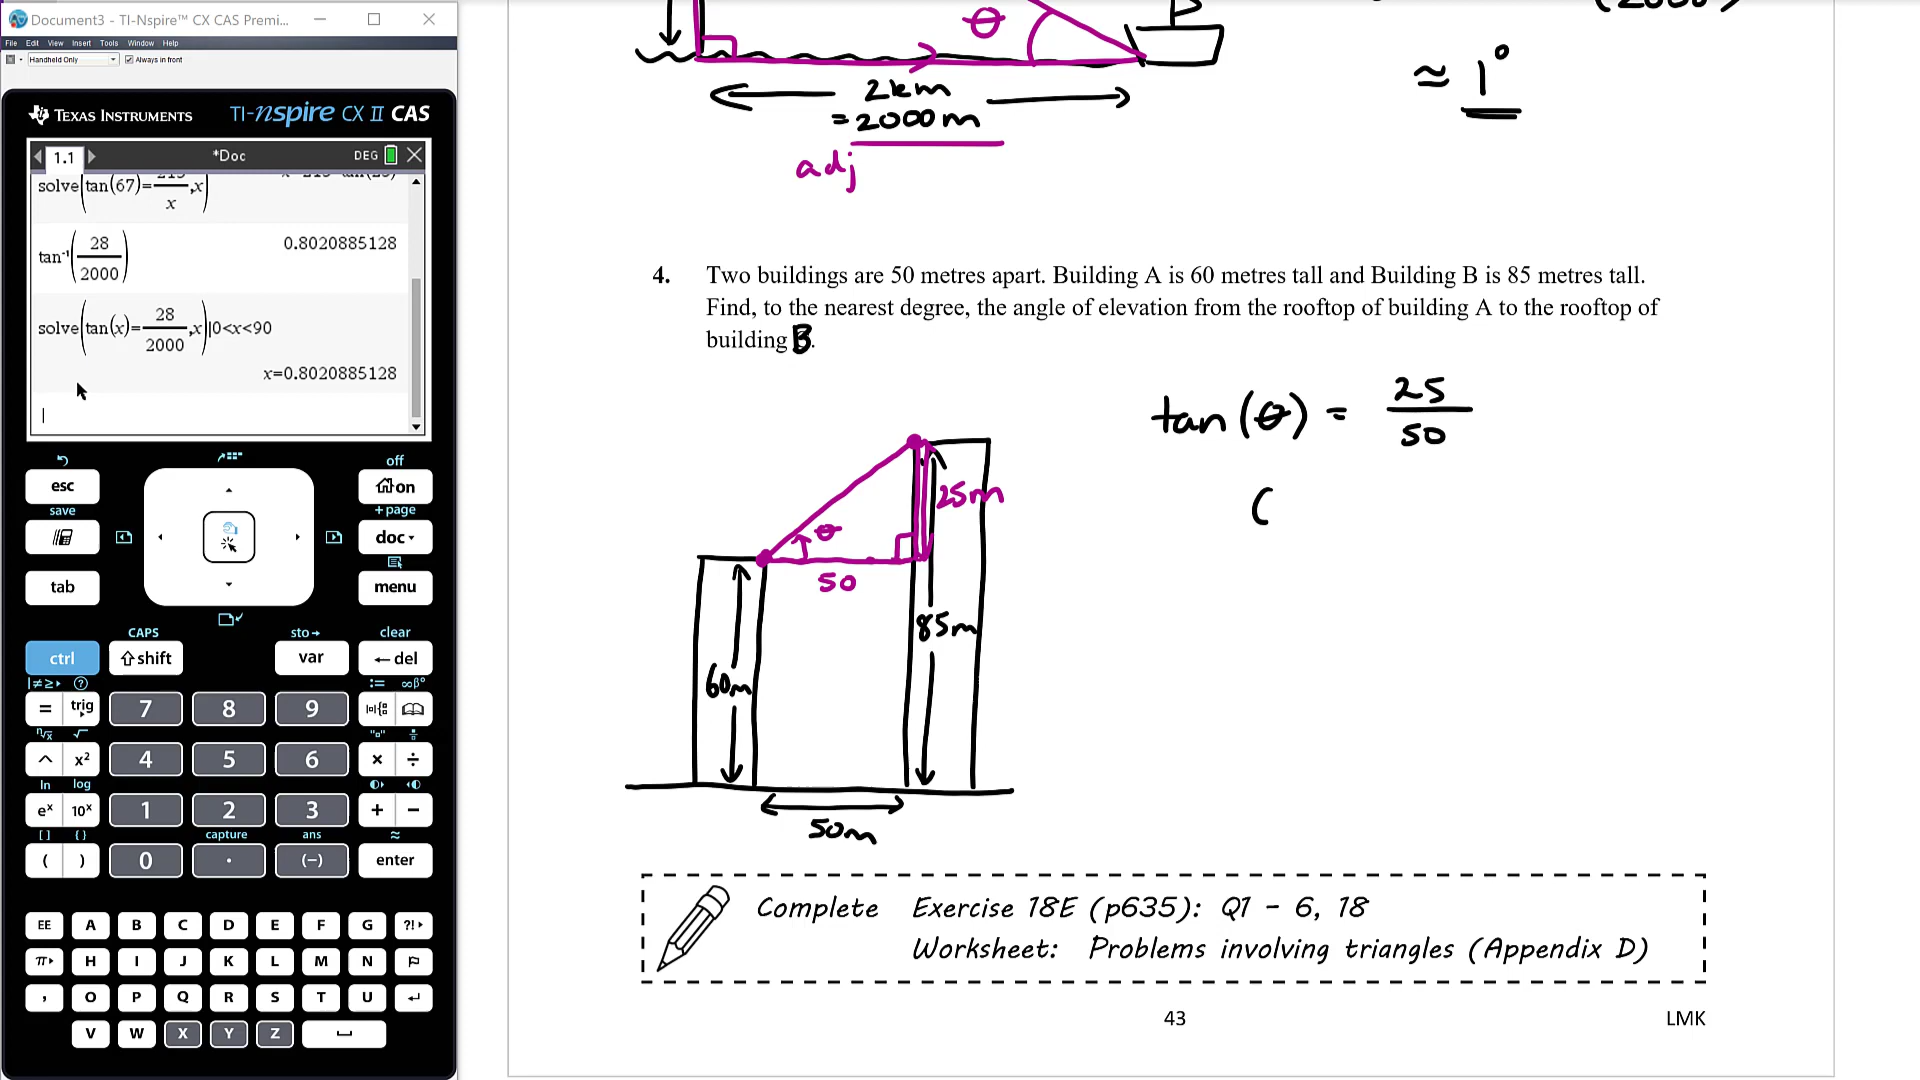 Document3 - TI-Nspire™ CX CAS Premi...
File Edit View Insert Tools Window Help
Handheld Only Always in front
TEXAS INSTRUMENTS TI-nspire CX II CAS
1.1 *Doc DEG
solve(tan(67)=215/x,x)
tan⁻¹(28/2000) 0.8020885128
solve(tan(x)=28/2000,x)|0<x<90
x=0.8020885128
off
esc on
save +page
doc
tab menu
CAPS sto→ clear
ctrl shift var ←del
|≠≥▸ ? := ∞β°
= trig 7 8 9
ⁿ√x √
^ x² 4 5 6 × ÷
ln log
eˣ 10ˣ 1 2 3 + −
[ ] { } capture ans ≈
( ) 0 . (−) enter
EE A B C D E F G ?!▸
π▸ H I J K L M N
, O P Q R S T U ↵
V W X Y Z
θ
2km
=2000m
adj
≈ 1°
4. Two buildings are 50 metres apart. Building A is 60 metres tall and Building B is 85 metres tall.
Find, to the nearest degree, the angle of elevation from the rooftop of building A to the rooftop of
building B.
tan(θ) = 25/50
(
25m
θ
50
85m
60m
50m
Complete Exercise 18E (p635): Q1 - 6, 18
Worksheet: Problems involving triangles (Appendix D)
43 LMK